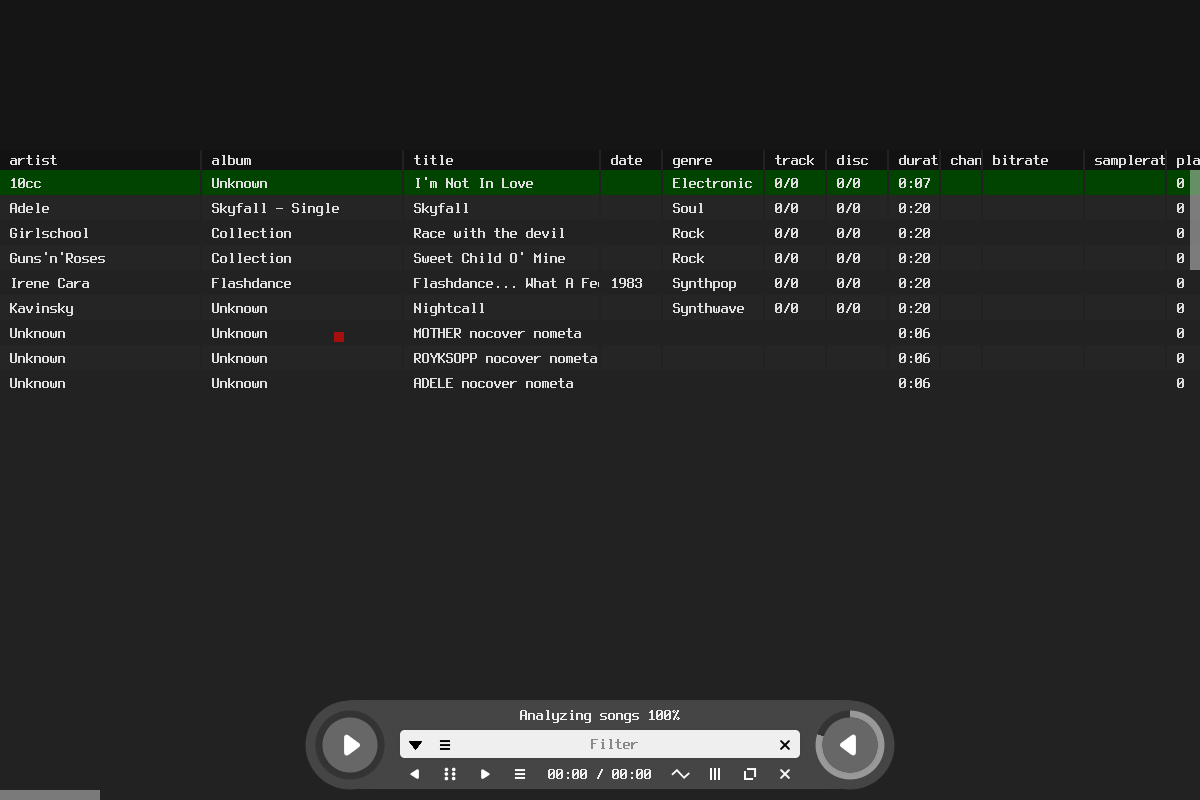 artist album title date genre track disc durat chan bitrate samplerat pla
10cc Unknown I'm Not In Love Electronic 0/0 0/0 0:07 0
Adele Skyfall - Single Skyfall Soul 0/0 0/0 0:20 0
Girlschool Collection Race with the devil Rock 0/0 0/0 0:20 0
Guns'n'Roses Collection Sweet Child O' Mine Rock 0/0 0/0 0:20 0
Irene Cara Flashdance Flashdance... What A Fee 1983 Synthpop 0/0 0/0 0:20 0
Kavinsky Unknown Nightcall Synthwave 0/0 0/0 0:20 0
Unknown Unknown MOTHER nocover nometa 0:06 0
Unknown Unknown ROYKSOPP nocover nometa 0:06 0
Unknown Unknown ADELE nocover nometa 0:06 0
Analyzing songs 100%
Filter
00:00 / 00:00